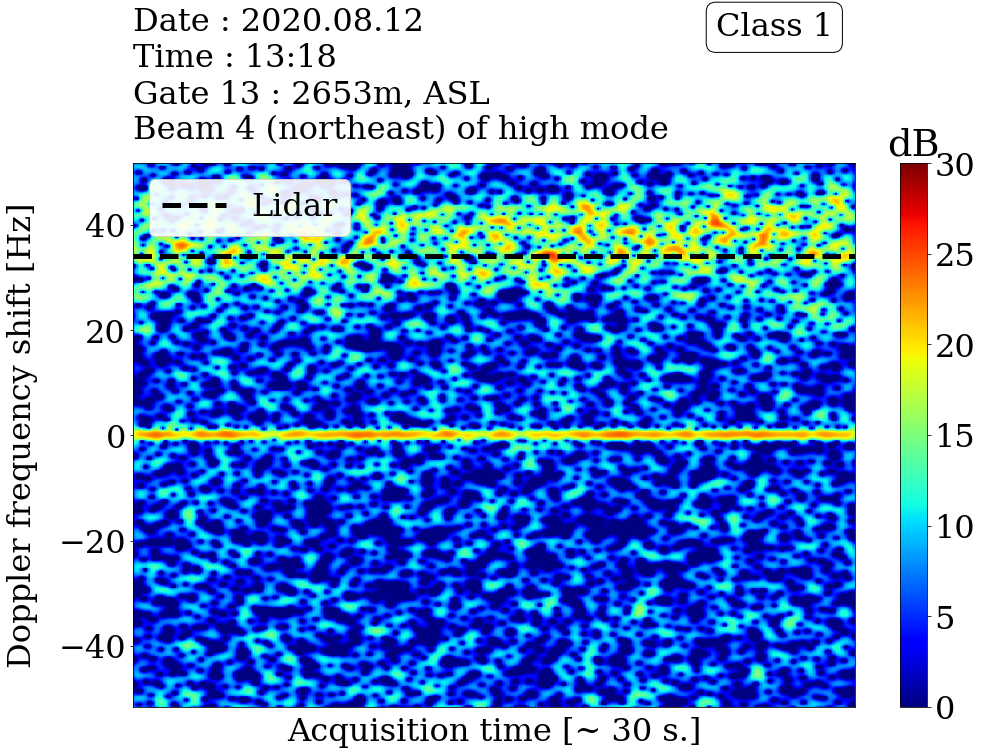 Date : 2020.08.12
Time : 13:18
Gate 13 : 2653m, ASL
Beam 4 (northeast) of high mode
Class 1
Lidar
Doppler frequency shift [Hz]
40
20
0
−20
−40
Acquisition time [~ 30 s.]
dB
30
25
20
15
10
5
0